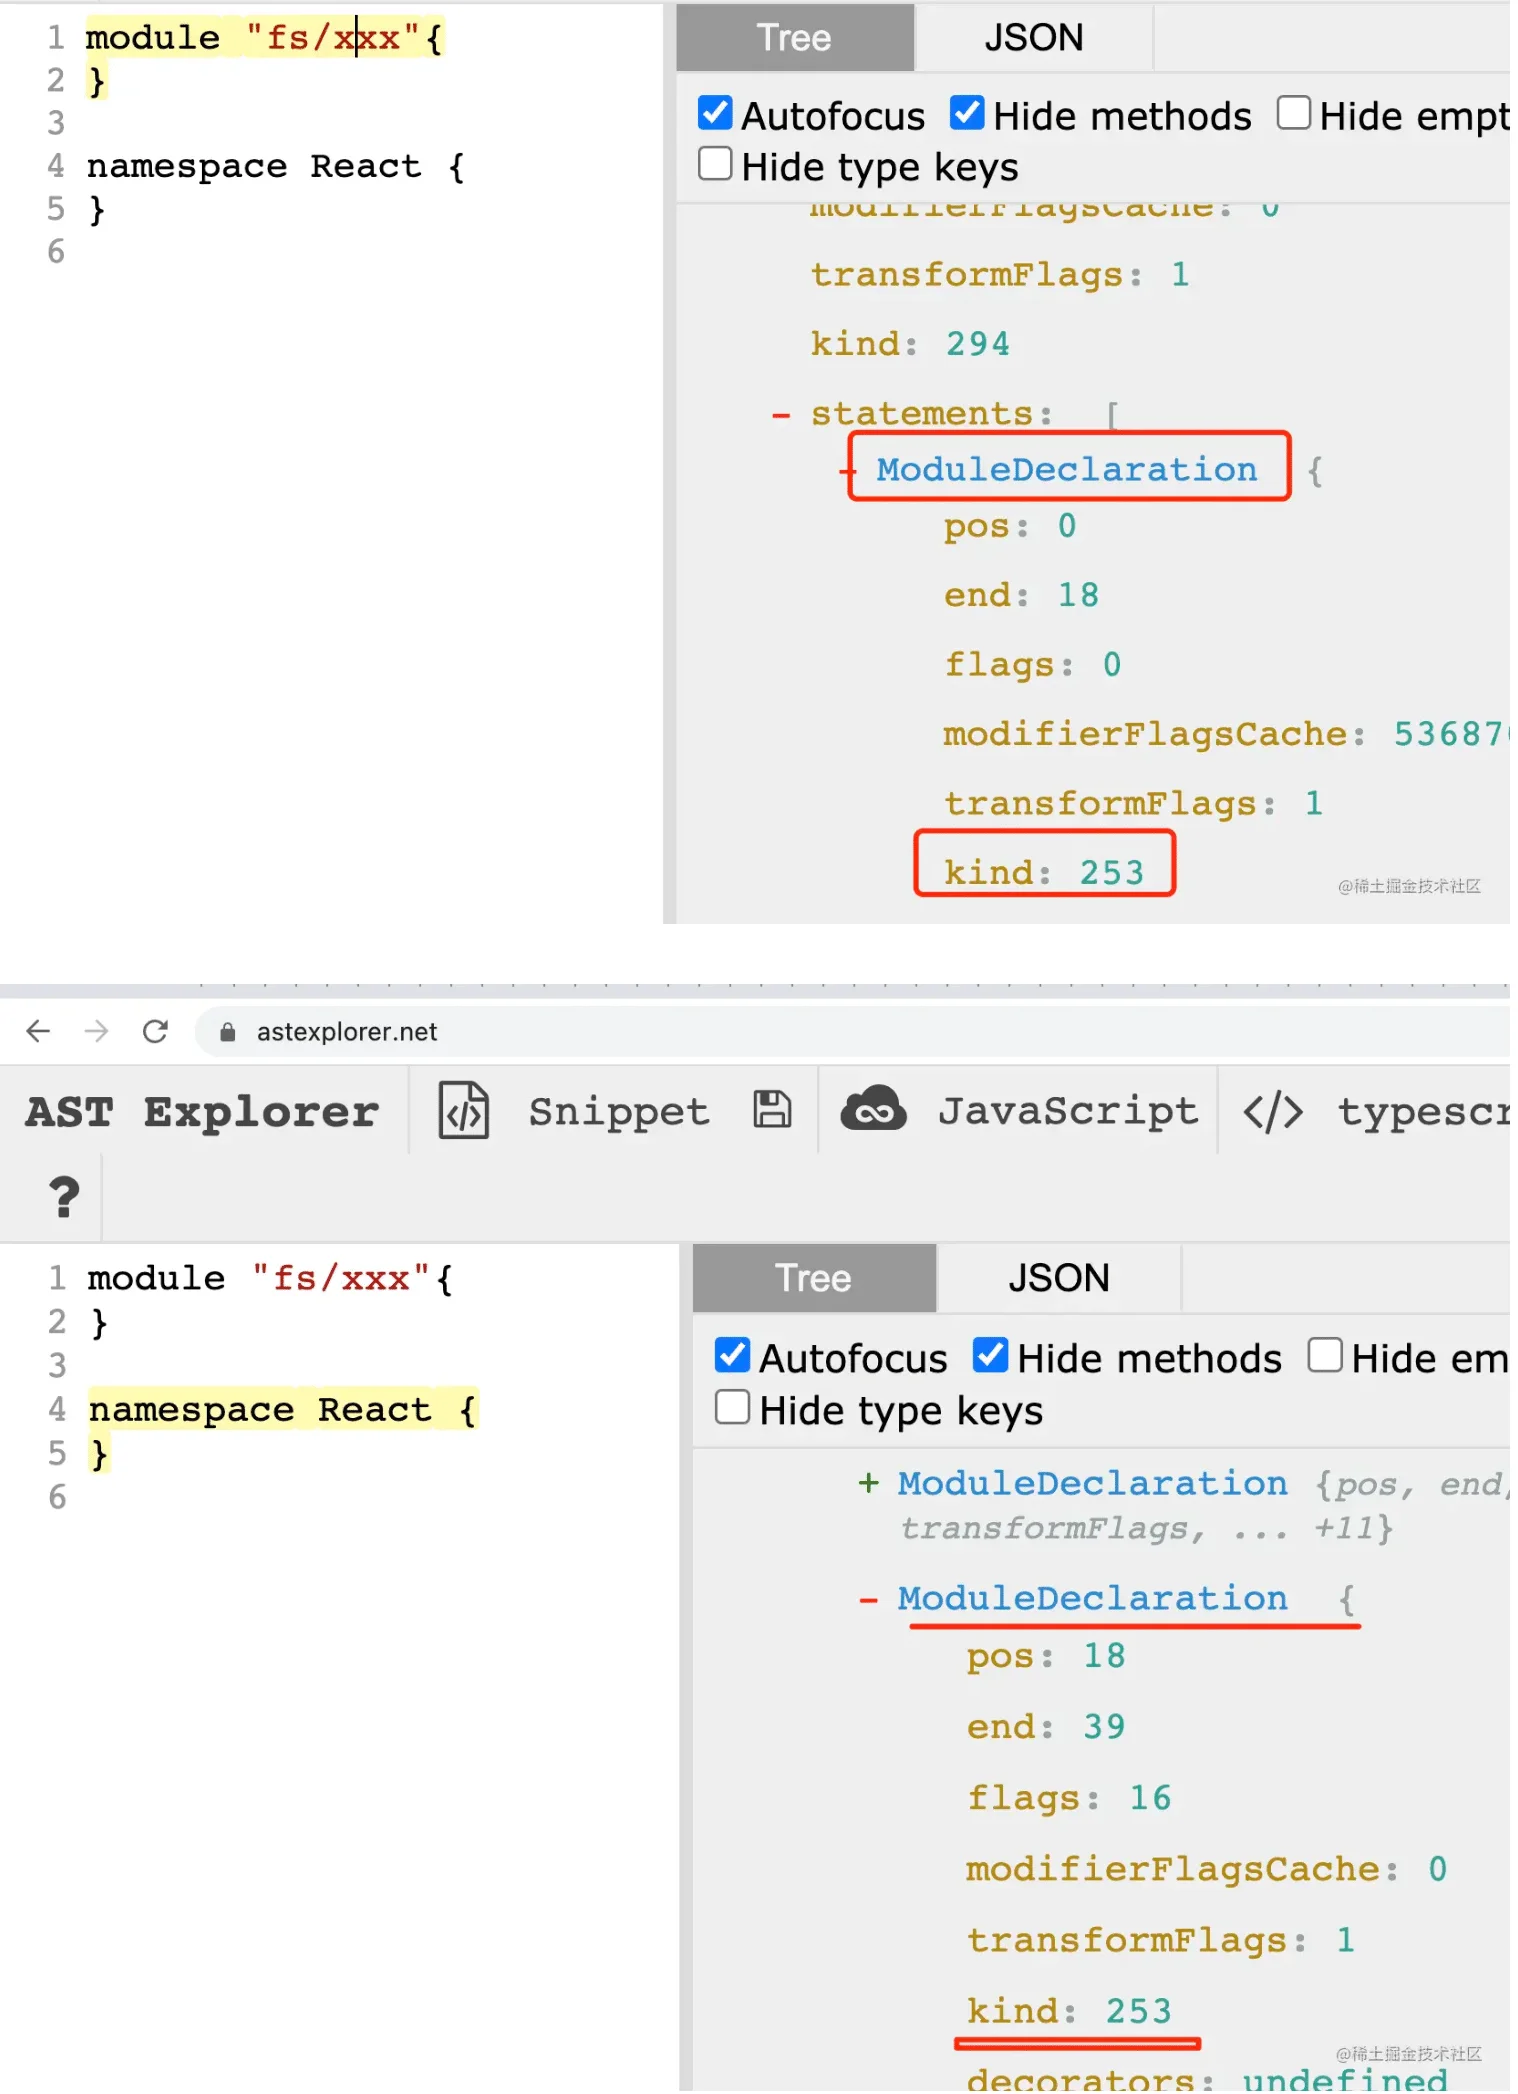 1 module "fs/xxx"{
2 }
3
4 namespace React {
5 }
6
Tree JSON
Autofocus Hide methods Hide empt
Hide type keys
modifierFlagsCache: 0
transformFlags: 1
kind: 294
- statements: [
- ModuleDeclaration {
pos: 0
end: 18
flags: 0
modifierFlagsCache: 53687
transformFlags: 1
kind: 253
@稀土掘金技术社区
astexplorer.net
AST Explorer Snippet JavaScript </> typescr
?
1 module "fs/xxx"{
2 }
3
4 namespace React {
5 }
6
Tree JSON
Autofocus Hide methods Hide em
Hide type keys
+ ModuleDeclaration {pos, end,
transformFlags, ... +11}
- ModuleDeclaration {
pos: 18
end: 39
flags: 16
modifierFlagsCache: 0
transformFlags: 1
kind: 253
@稀土掘金技术社区
decorators: undefined